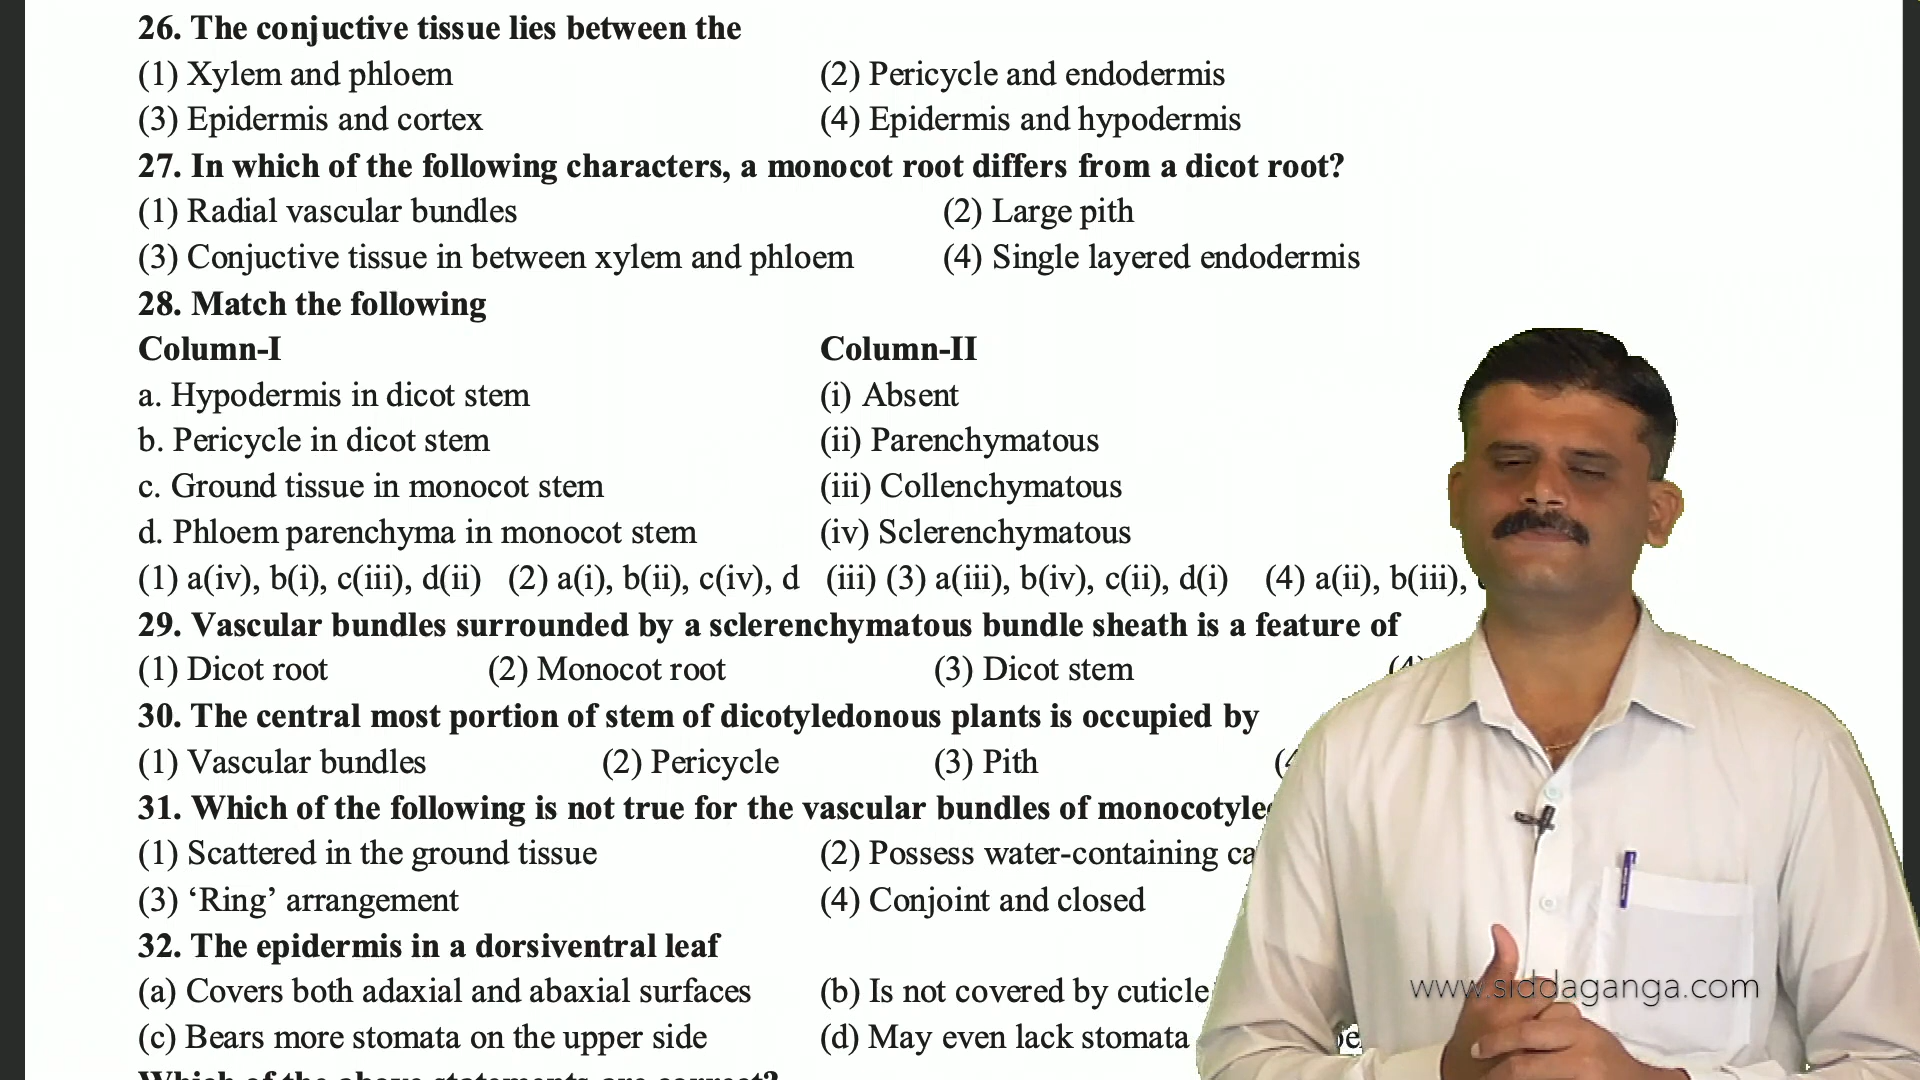 26. The conjuctive tissue lies between the
(1) Xylem and phloem (2) Pericycle and endodermis
(3) Epidermis and cortex (4) Epidermis and hypodermis
27. In which of the following characters, a monocot root differs from a dicot root?
(1) Radial vascular bundles (2) Large pith
(3) Conjuctive tissue in between xylem and phloem (4) Single layered endodermis
28. Match the following
Column-I Column-II
a. Hypodermis in dicot stem (i) Absent
b. Pericycle in dicot stem (ii) Parenchymatous
c. Ground tissue in monocot stem (iii) Collenchymatous
d. Phloem parenchyma in monocot stem (iv) Sclerenchymatous
(1) a(iv), b(i), c(iii), d(ii) (2) a(i), b(ii), c(iv), d (iii) (3) a(iii), b(iv), c(ii), d(i) (4) a(ii), b(iii),
29. Vascular bundles surrounded by a sclerenchymatous bundle sheath is a feature of
(1) Dicot root (2) Monocot root (3) Dicot stem (4)
30. The central most portion of stem of dicotyledonous plants is occupied by
(1) Vascular bundles (2) Pericycle (3) Pith
31. Which of the following is not true for the vascular bundles of
(1) Scattered in the ground tissue (2) Possess water-containing
(3) ‘Ring’ arrangement (4) Conjoint and closed
32. The epidermis in a dorsiventral leaf
(a) Covers both adaxial and abaxial surfaces (b) Is not covered by cuticle
(c) Bears more stomata on the upper side (d) May even lack stomata
Which of the above statements are correct?
www.siddaganga.com